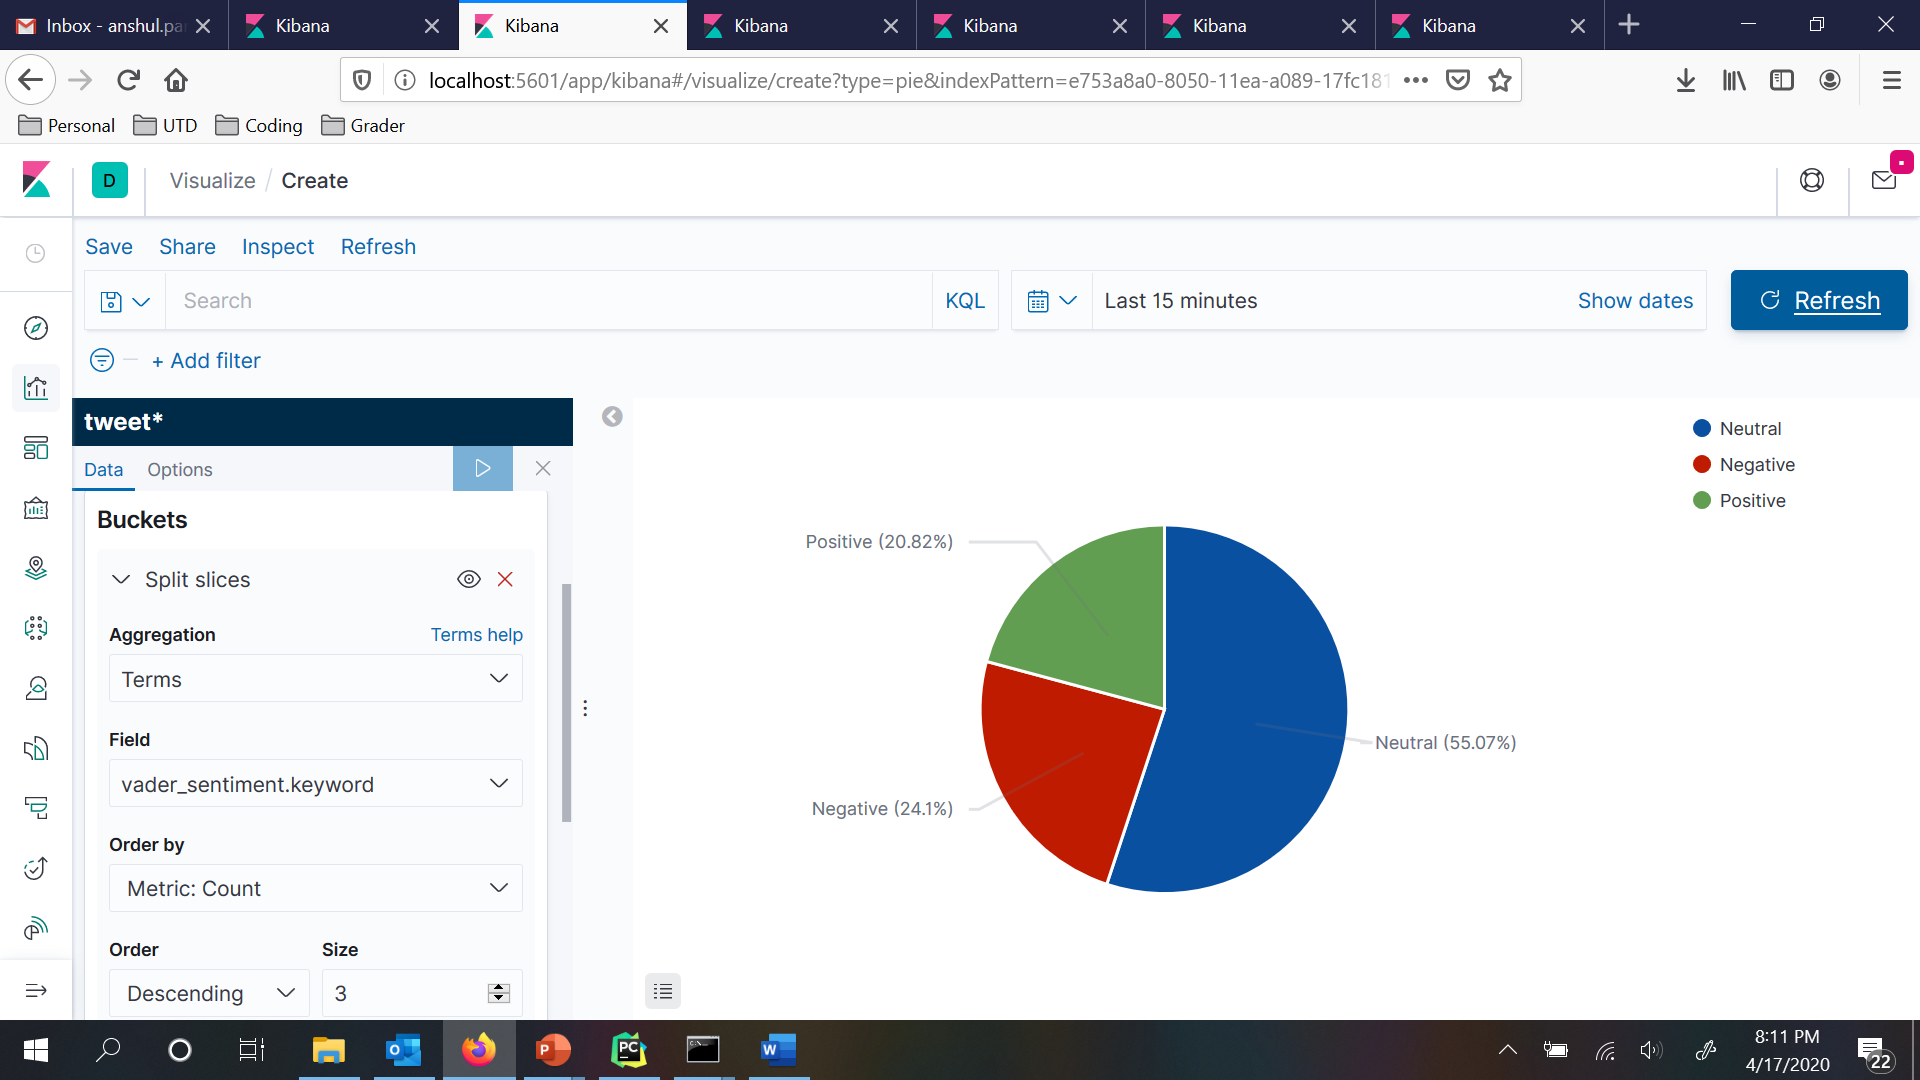 Inbox - anshul.pa
Kibana
Kibana
Kibana
Kibana
Kibana
Kibana
localhost:5601/app/kibana#/visualize/create?type=pie&indexPattern=e753a8a0-8050-11ea-a089-17fc181
Personal
UTD
Coding
Grader
D
Visualize / Create
Save
Share
Inspect
Refresh
Search
KQL
Last 15 minutes
Show dates
Refresh
+ Add filter
tweet*
Data
Options
Buckets
Split slices
Aggregation
Terms help
Terms
Field
vader_sentiment.keyword
Order by
Metric: Count
Order
Size
Descending
3
Neutral
Negative
Positive
Positive (20.82%)
Neutral (55.07%)
Negative (24.1%)
8:11 PM
4/17/2020
22